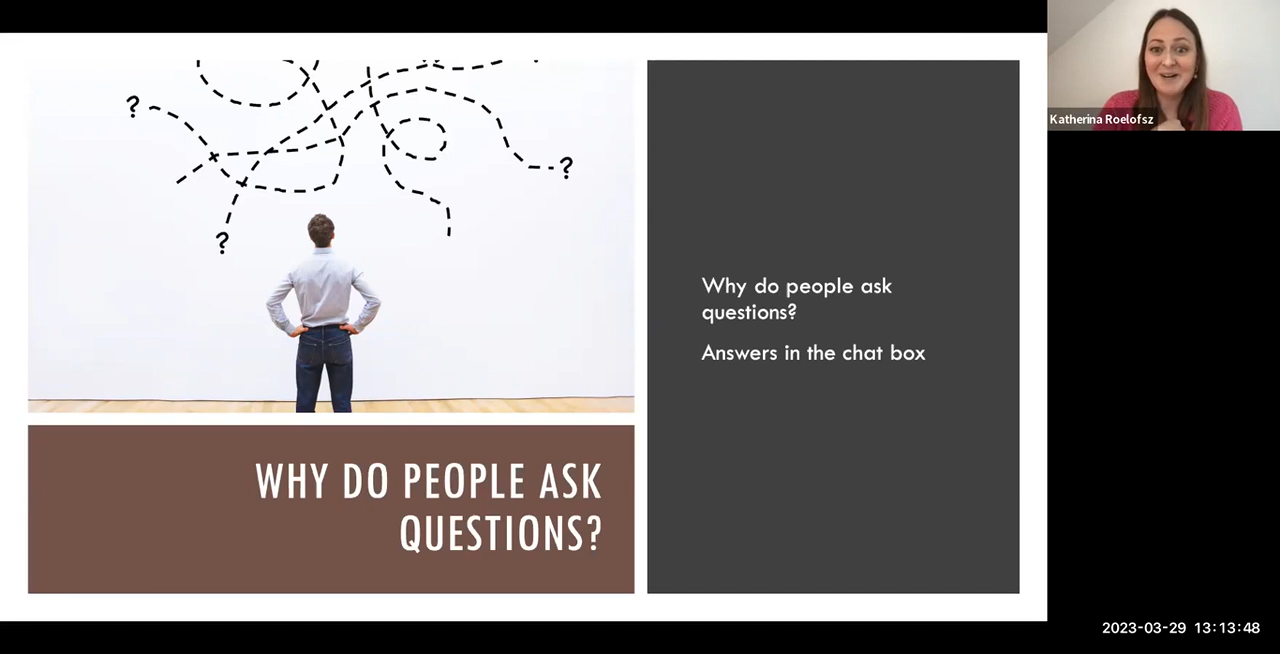 ?
?
?
WHY DO PEOPLE ASK
QUESTIONS?
Why do people ask
questions?
Answers in the chat box
Katherina Roelofsz
2023-03-29 13:13:48